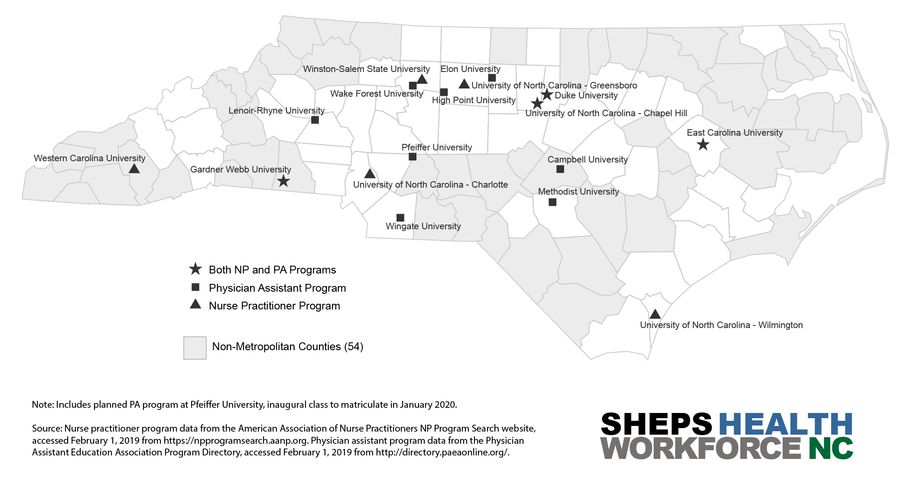 Winston-Salem State University
Elon University
University of North Carolina - Greensboro
Wake Forest University
Duke University
High Point University
Lenoir-Rhyne University
University of North Carolina - Chapel Hill
East Carolina University
Pfeiffer University
Western Carolina University
Campbell University
Gardner Webb University
University of North Carolina - Charlotte
Methodist University
Wingate University
Both NP and PA Programs
Physician Assistant Program
Nurse Practitioner Program
University of North Carolina - Wilmington
Non-Metropolitan Counties (54)
Note: Includes planned PA program at Pfeiffer University, inaugural class to matriculate in January 2020.
Source: Nurse practitioner program data from the American Association of Nurse Practitioners NP Program Search website,
accessed February 1, 2019 from https://npprogramsearch.aanp.org. Physician assistant program data from the Physician
Assistant Education Association Program Directory, accessed February 1, 2019 from http://directory.paeaonline.org/.
SHEPS HEALTH
WORKFORCE NC